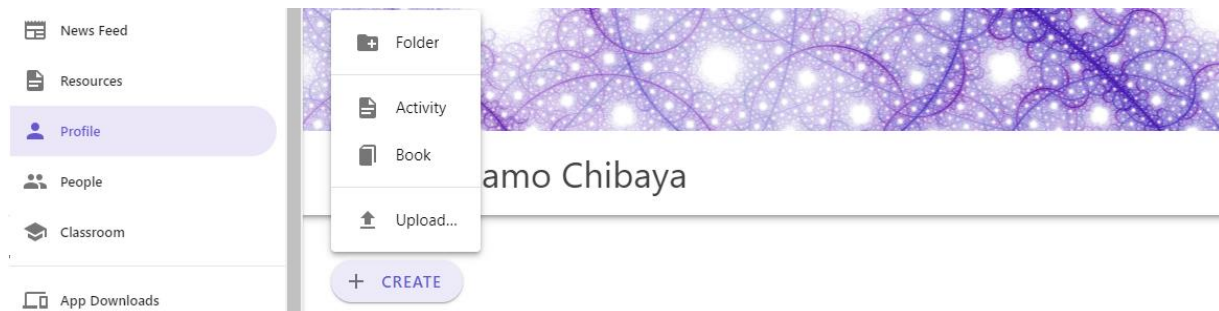 News Feed
Resources
Profile
People
Classroom
App Downloads
Folder
Activity
Book
Upload...
amo Chibaya
+ CREATE